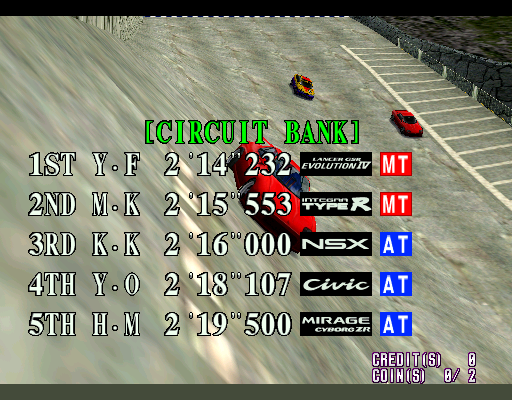 [CIRCUIT BANK]
1ST Y·F 2'14"232 LANCER GSR EVOLUTION IV MT
2ND M·K 2'15"553 INTEGRA TYPE R MT
3RD K·K 2'16"000 NSX AT
4TH Y·O 2'18"107 Civic AT
5TH H·M 2'19"500 MIRAGE CYBORG ZR AT
CREDIT(S) 0
COIN(S) 0/ 2